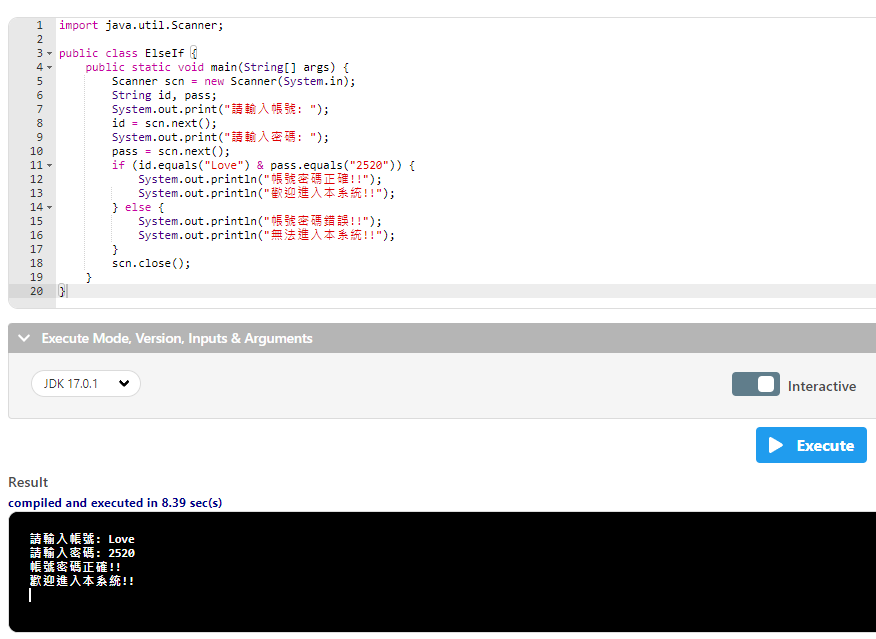 1 import java.util.Scanner;
2
3 public class ElseIf {
4 public static void main(String[] args) {
5 Scanner scn = new Scanner(System.in);
6 String id, pass;
7 System.out.print("請輸入帳號: ");
8 id = scn.next();
9 System.out.print("請輸入密碼: ");
10 pass = scn.next();
11 if (id.equals("Love") & pass.equals("2520")) {
12 System.out.println("帳號密碼正確!!");
13 System.out.println("歡迎進入本系統!!");
14 } else {
15 System.out.println("帳號密碼錯誤!!");
16 System.out.println("無法進入本系統!!");
17 }
18 scn.close();
19 }
20 }
Execute Mode, Version, Inputs & Arguments
JDK 17.0.1
Interactive
Execute
Result
compiled and executed in 8.39 sec(s)
請輸入帳號: Love
請輸入密碼: 2520
帳號密碼正確!!
歡迎進入本系統!!